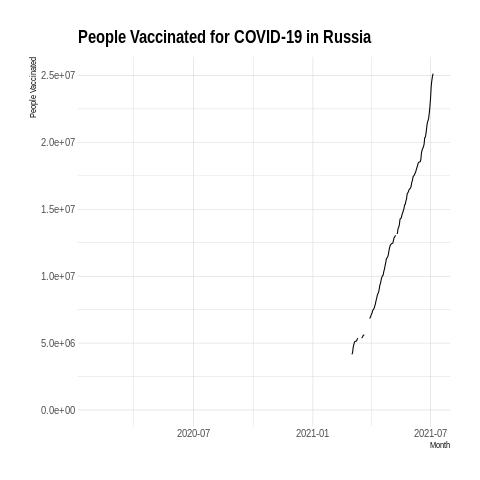 People Vaccinated for COVID-19 in Russia
People Vaccinated
2.5e+07
2.0e+07
1.5e+07
1.0e+07
5.0e+06
0.0e+00
2020-07
2021-01
2021-07
Month